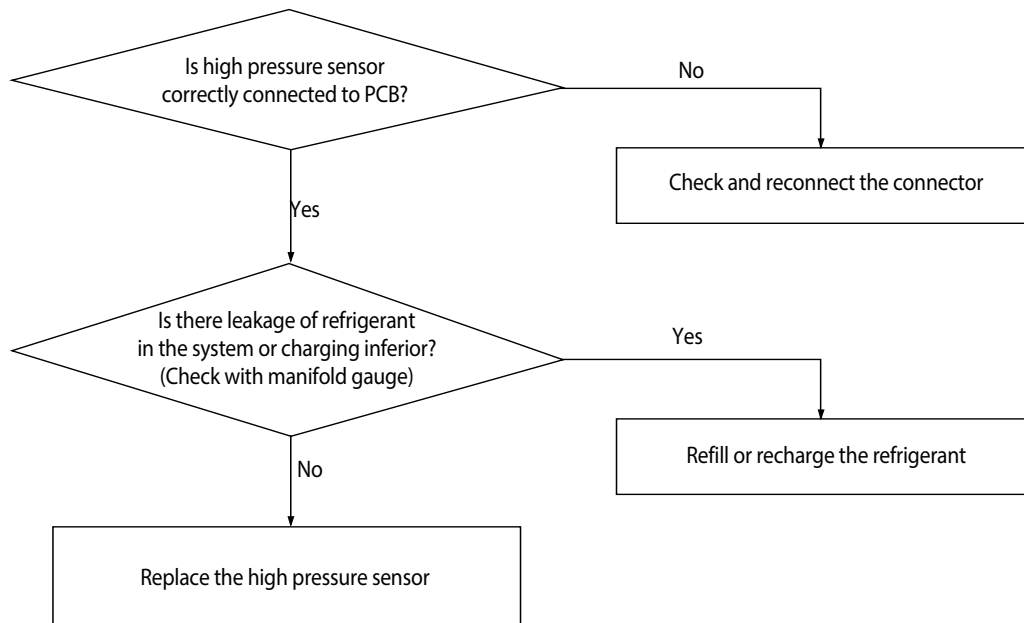 Is high pressure sensor
correctly connected to PCB?
No
Check and reconnect the connector
Yes
Is there leakage of refrigerant
in the system or charging inferior?
(Check with manifold gauge)
Yes
Refill or recharge the refrigerant
No
Replace the high pressure sensor